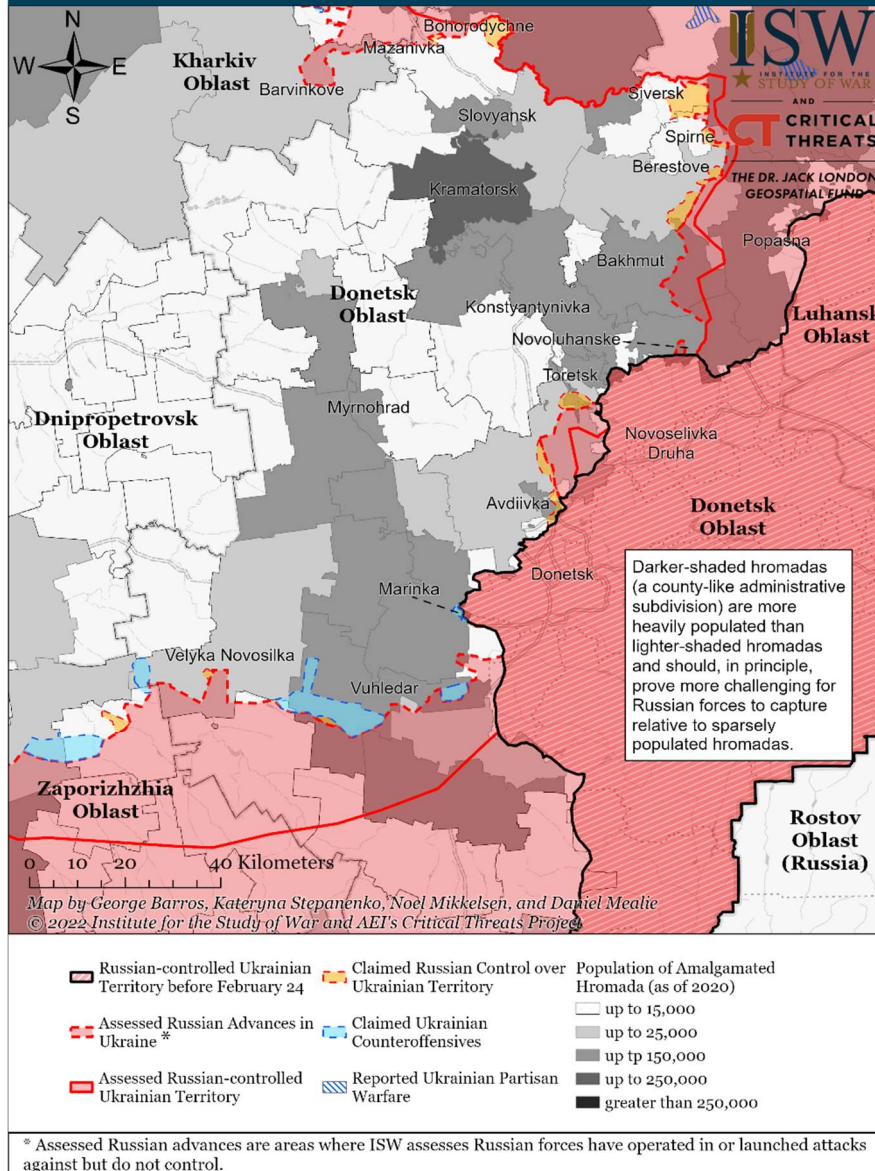 N
W E
S
ISW
INSTITUTE FOR THE
STUDY OF WAR
AND
CT CRITICAL
THREATS
THE DR. JACK LONDON
GEOSPATIAL FUND
Bohorodychne
Mazanivka
Kharkiv
Oblast
Barvinkove
Siversk
Slovyansk
Spirne
Berestove
Kramatorsk
Popasna
Bakhmut
Donetsk
Oblast
Konstyantynivka
Luhansk
Oblast
Novoluhanske
Toretsk
Myrnohrad
Dnipropetrovsk
Oblast
Novoselivka
Druha
Avdiivka
Donetsk
Oblast
Donetsk
Marinka
Darker-shaded hromadas
(a county-like administrative
subdivision) are more
heavily populated than
lighter-shaded hromadas
and should, in principle,
prove more challenging for
Russian forces to capture
relative to sparsely
populated hromadas.
Velyka Novosilka
Vuhledar
Zaporizhzhia
Oblast
Rostov
Oblast
(Russia)
0 10 20 40 Kilometers
Map by George Barros, Kateryna Stepanenko, Noel Mikkelsen, and Daniel Mealie
© 2022 Institute for the Study of War and AEI's Critical Threats Project
Russian-controlled Ukrainian
Territory before February 24
Assessed Russian Advances in
Ukraine *
Assessed Russian-controlled
Ukrainian Territory
Claimed Russian Control over
Ukrainian Territory
Claimed Ukrainian
Counteroffensives
Reported Ukrainian Partisan
Warfare
Population of Amalgamated
Hromada (as of 2020)
up to 15,000
up to 25,000
up tp 150,000
up to 250,000
greater than 250,000
* Assessed Russian advances are areas where ISW assesses Russian forces have operated in or launched attacks
against but do not control.